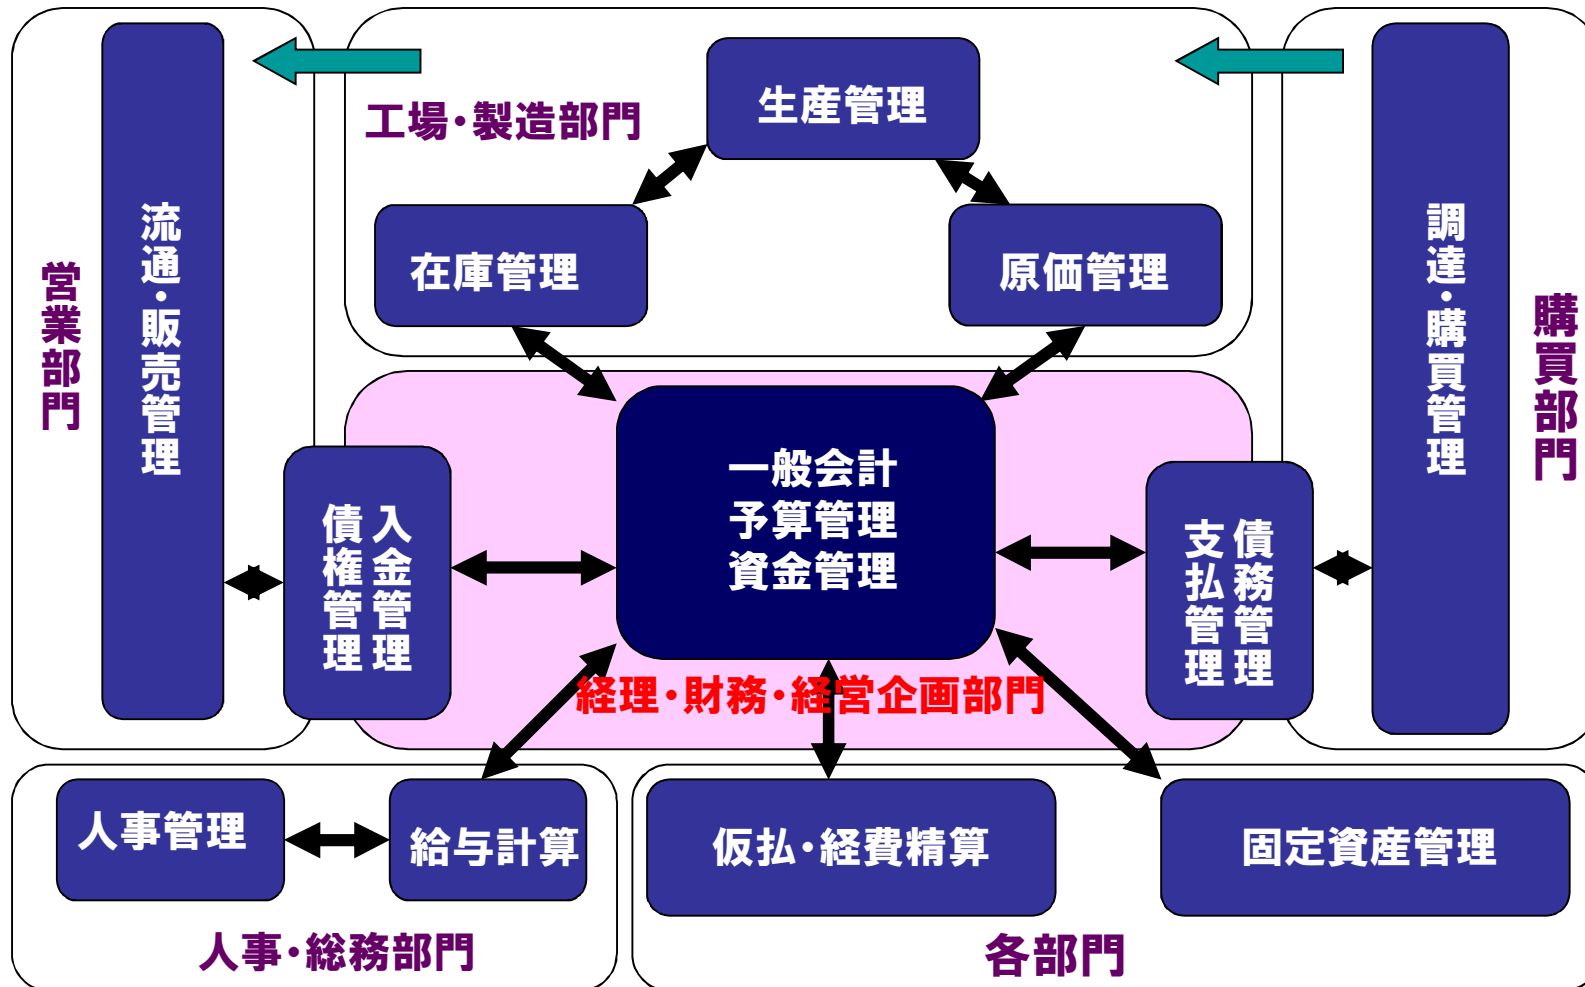 工場・製造部門
生産管理
在庫管理
原価管理
営業部門
流通・販売管理
調達・購買管理
購買部門
入金管理
債権管理
一般会計
予算管理
資金管理
債務管理
支払管理
経理・財務・経営企画部門
人事管理
給与計算
仮払・経費精算
固定資産管理
人事・総務部門
各部門